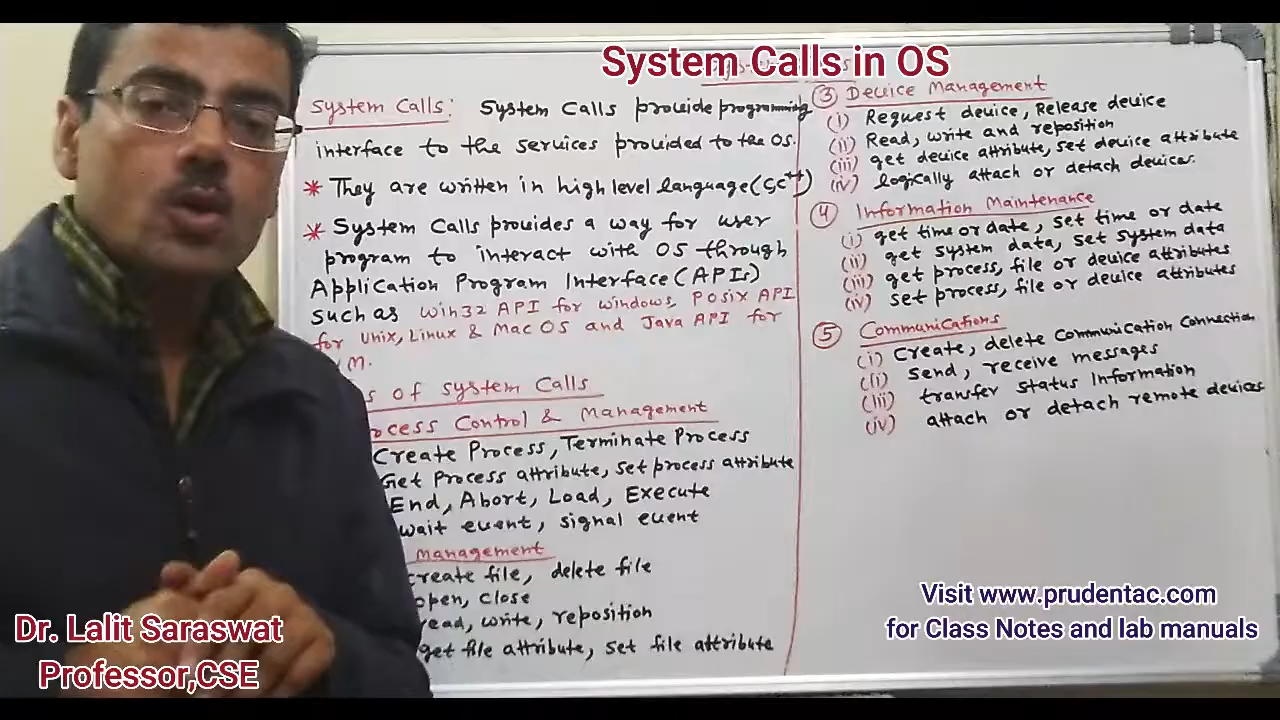 System Calls in OS
System Calls: System Calls provide programming
interface to the services provided to the OS.
* They are written in high level language (C, C++)
* System Calls provides a way for user
program to interact with OS through
Application Program Interface (APIs)
such as Win32 API for windows, POSIX API
for Unix, Linux & Mac OS and Java API for
M.
of System Calls
Control & Management
Create Process, Terminate Process
Get Process attribute, set process attribute
End, Abort, Load, Execute
wait event, signal event
management
create file, delete file
open, close
read, write, reposition
get file attribute, set file attribute
③ Device Management
(i) Request device, Release device
(ii) Read, write and reposition
(iii) get device attribute, set device attribute
(iv) logically attach or detach devices.
④ Information Maintenance
(i) get time or date, set time or date
(ii) get system data, set system data
(iii) get process, file or device attributes
(iv) set process, file or device attributes
⑤ Communications
(i) Create, delete Communication Connection
(ii) send, receive messages
(iii) transfer status Information
(iv) attach or detach remote devices
Visit www.prudentac.com
for Class Notes and lab manuals
Dr. Lalit Saraswat
Professor,CSE